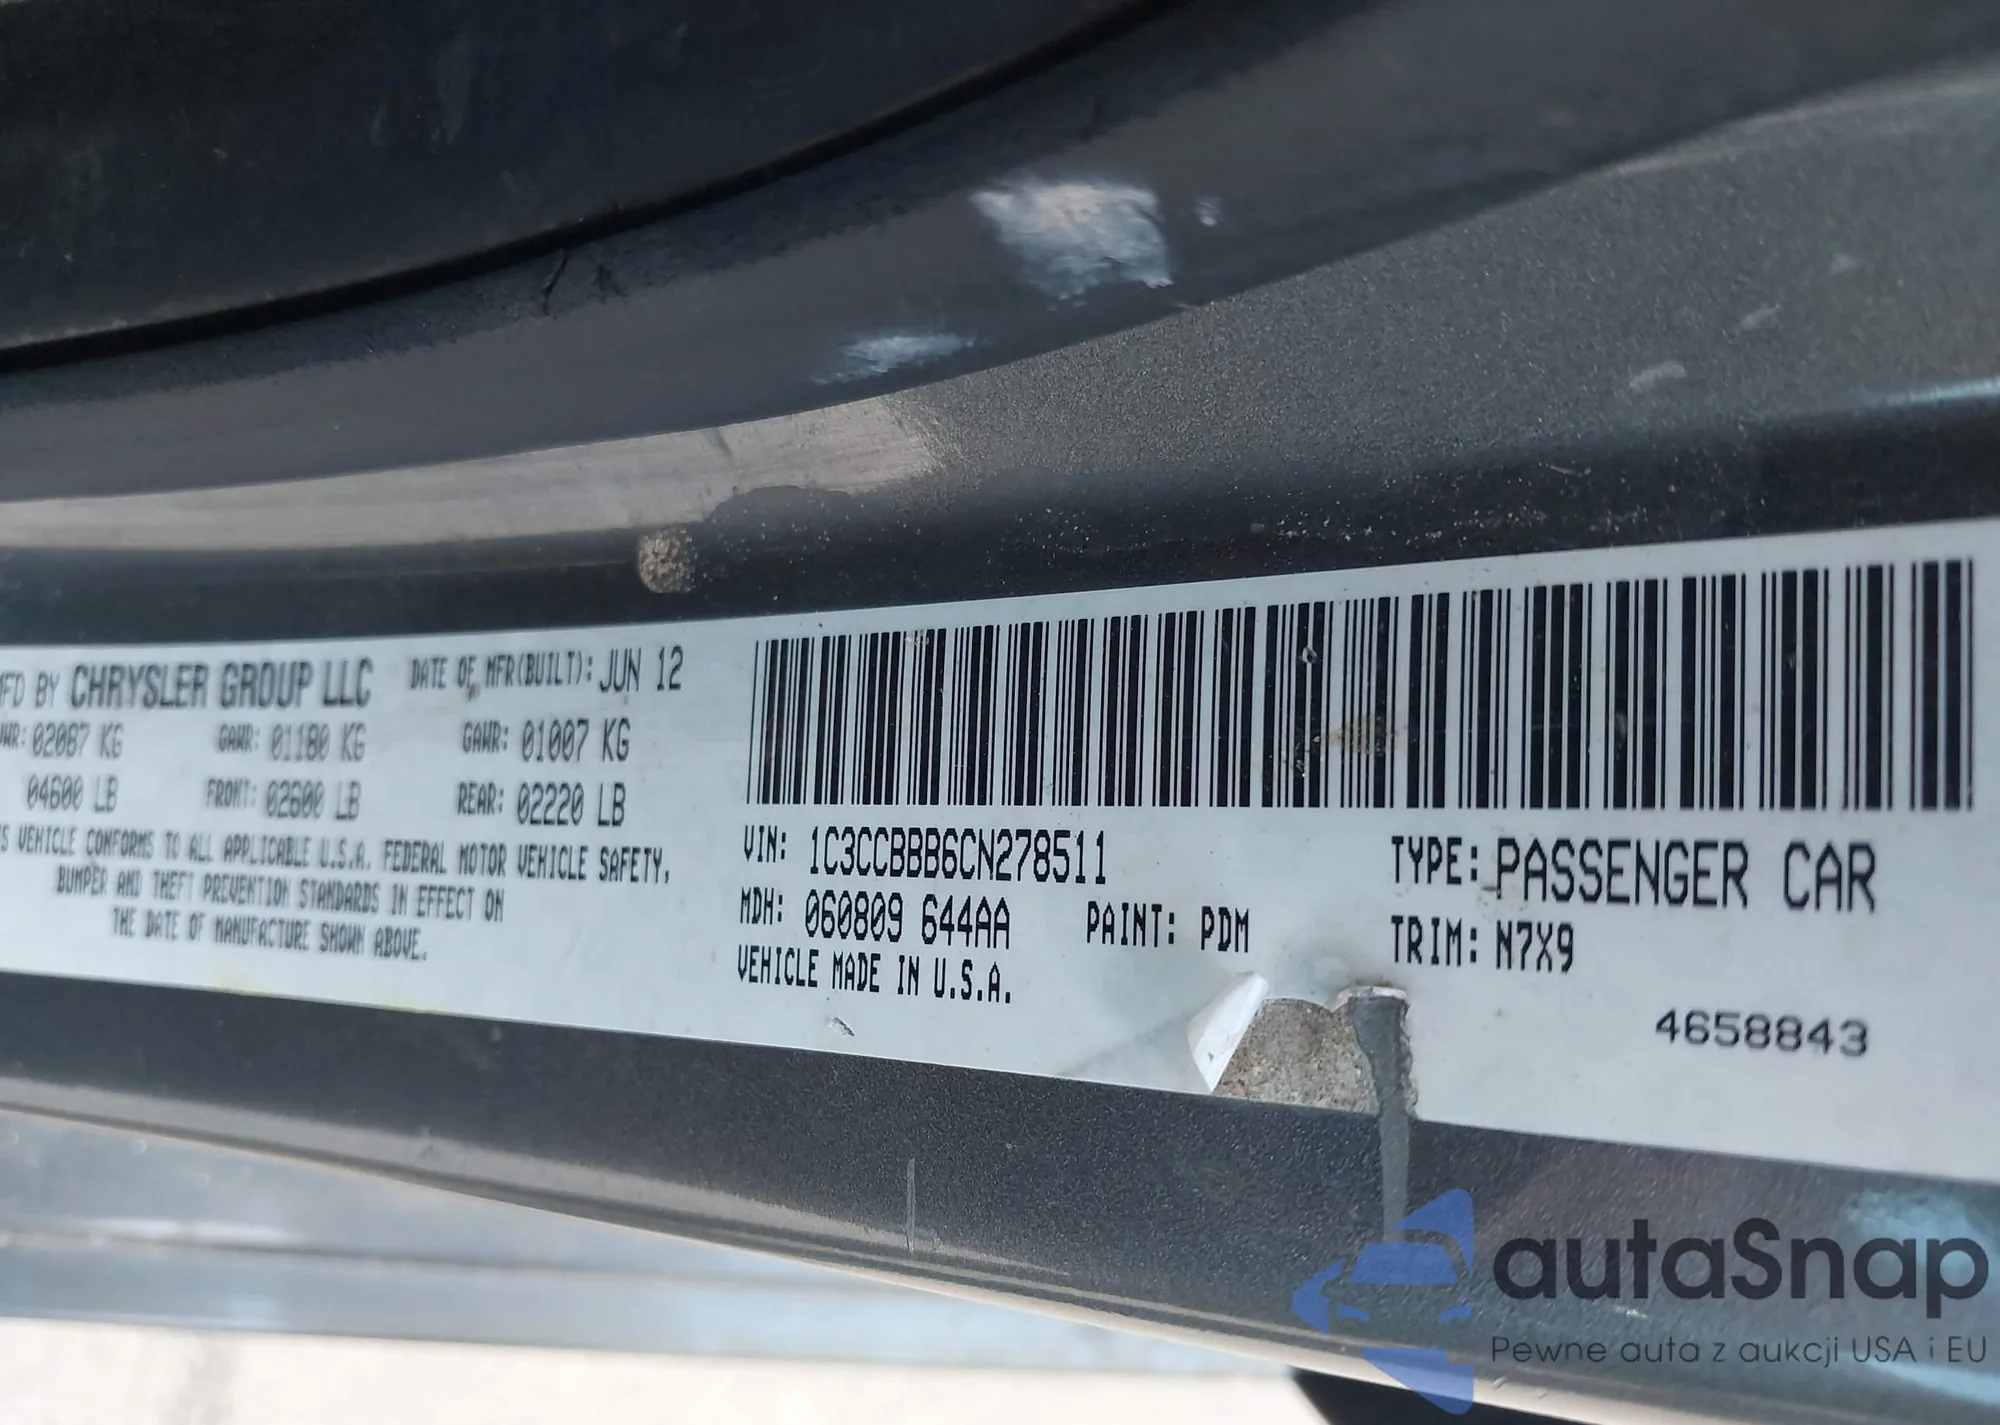 MFD BY CHRYSLER GROUP LLC DATE OF MFR(BUILT): JUN 12
02087 KG GAWR: 01180 KG GAWR: 01007 KG
04600 LB FRONT: 02600 LB REAR: 02220 LB
VEHICLE CONFORMS TO ALL APPLICABLE U.S.A. FEDERAL MOTOR VEHICLE SAFETY,
BUMPER AND THEFT PREVENTION STANDARDS IN EFFECT ON
THE DATE OF MANUFACTURE SHOWN ABOVE.
VIN: 1C3CCBBB6CN278511
MDH: 060809 644AA PAINT: PDM
VEHICLE MADE IN U.S.A.
TYPE: PASSENGER CAR
TRIM: N7X9
4658843
autaSnap
Pewne auta z aukcji USA i EU